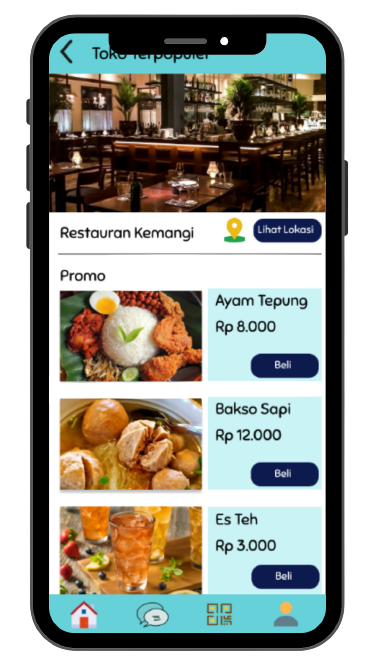 Toko Terpopuler
Restauran Kemangi
Lihat Lokasi
Promo
Ayam Tepung
Rp 8.000
Beli
Bakso Sapi
Rp 12.000
Beli
Es Teh
Rp 3.000
Beli